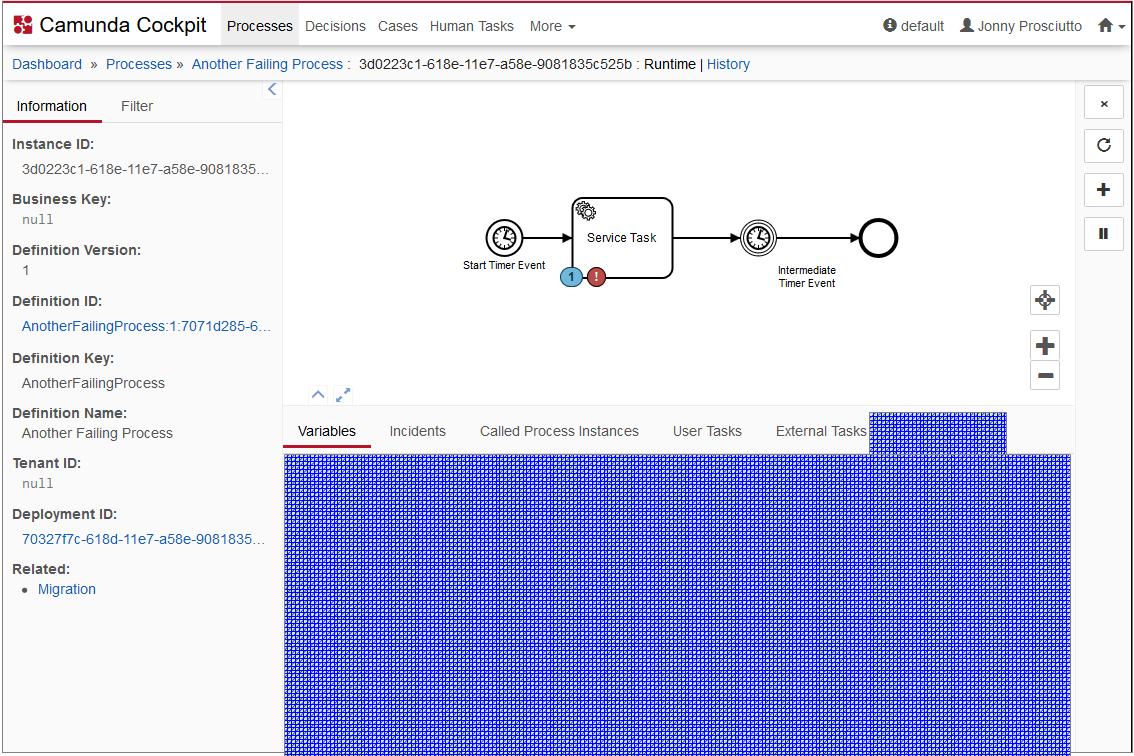 Camunda Cockpit Processes Decisions Cases Human Tasks More default Jonny Prosciutto
Dashboard » Processes » Another Failing Process : 3d0223c1-618e-11e7-a58e-9081835c525b : Runtime | History
Information Filter
Instance ID:
3d0223c1-618e-11e7-a58e-9081835...
Business Key:
null
Definition Version:
1
Definition ID:
AnotherFailingProcess:1:7071d285-6...
Definition Key:
AnotherFailingProcess
Definition Name:
Another Failing Process
Tenant ID:
null
Deployment ID:
70327f7c-618d-11e7-a58e-9081835...
Related:
• Migration
Start Timer Event
Service Task
1 !
Intermediate
Timer Event
Variables Incidents Called Process Instances User Tasks External Tasks